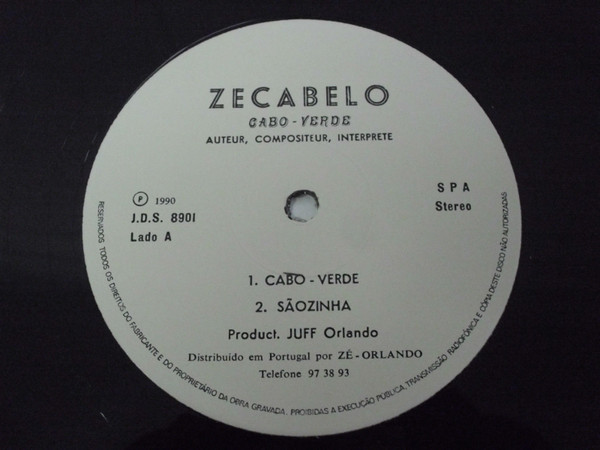 ZECABELO
CABO - VERDE
AUTEUR, COMPOSITEUR, INTERPRETE
℗ 1990
J.D.S. 8901
Lado A
S P A
Stereo
1. CABO - VERDE
2. SÃOZINHA
Product. JUFF Orlando
Distribuído em Portugal por ZÉ - ORLANDO
Telefone 97 38 93
RESERVADOS TODOS OS DIREITOS DO FABRICANTE E DO PROPRIETÁRIO DA OBRA GRAVADA. PROIBIDAS A EXECUÇÃO PÚBLICA, TRANSMISSÃO RADIOFÓNICA E CÓPIA DESTE DISCO NÃO AUTORIZADAS